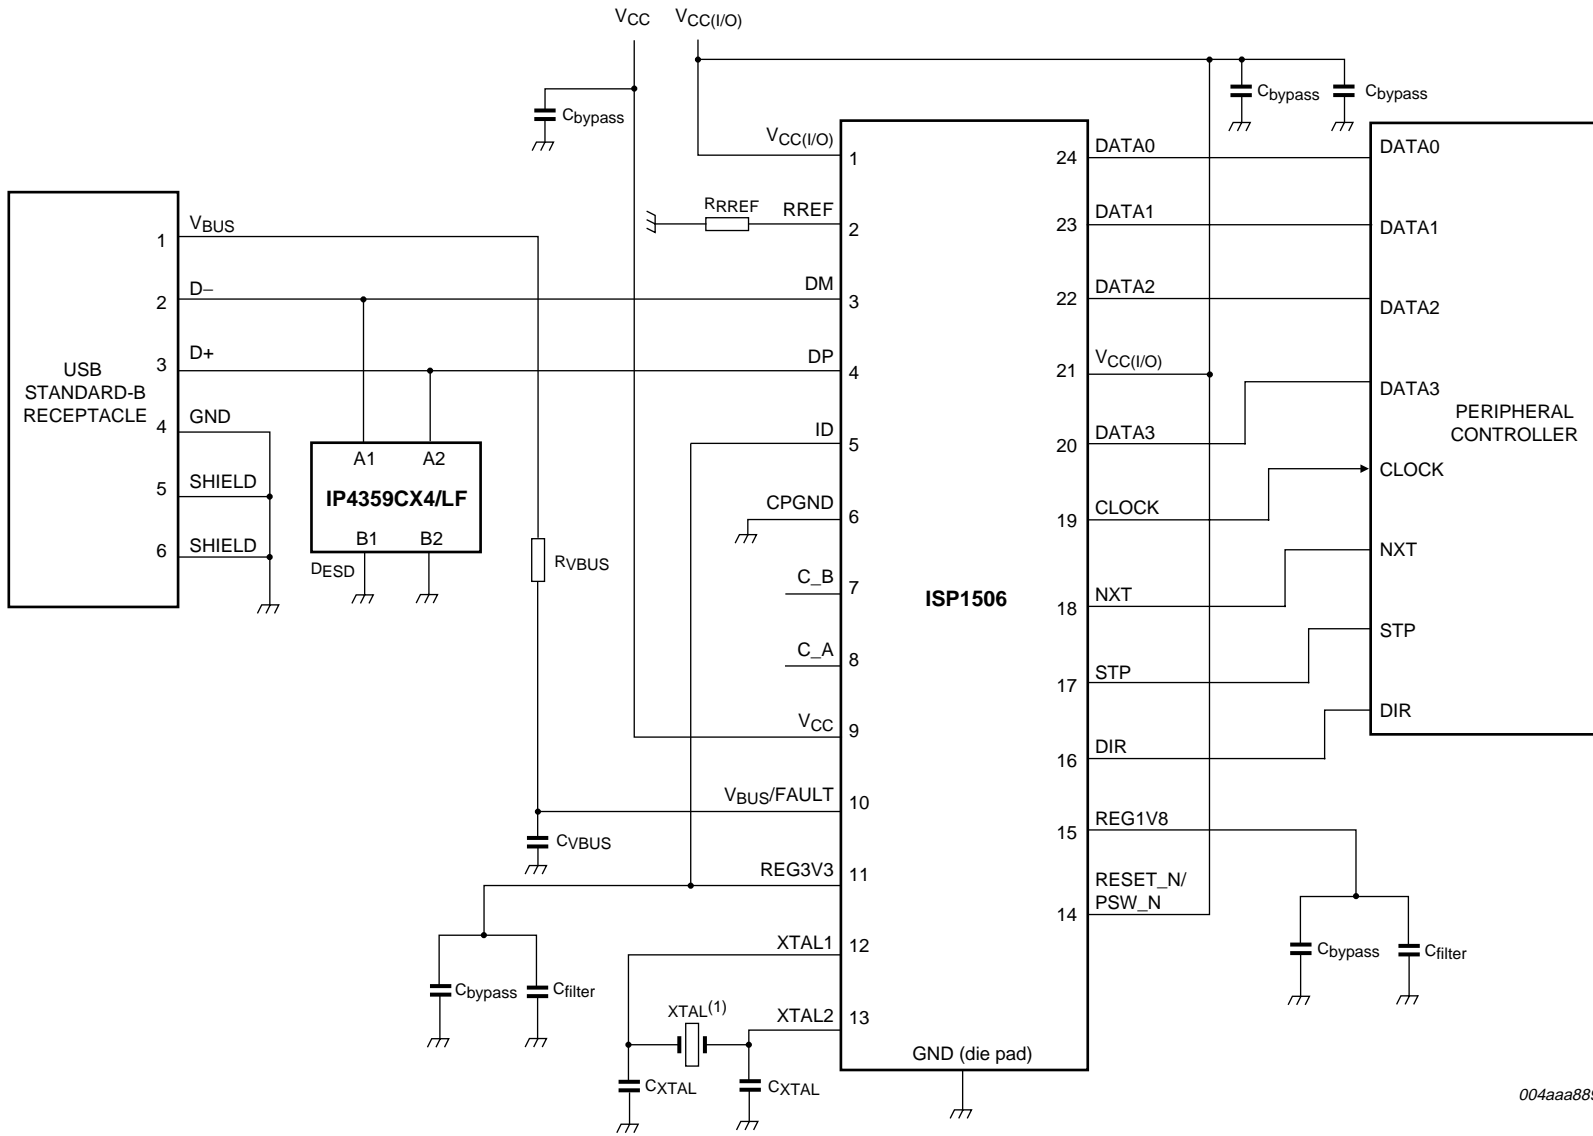 VCC
VCC(I/O)
Cbypass
Cbypass
Cbypass
USB
STANDARD-B
RECEPTACLE
1
VBUS
2
D−
3
D+
4
GND
5
SHIELD
6
SHIELD
A1
A2
IP4359CX4/LF
B1
B2
DESD
RVBUS
CVBUS
RRREF
VCC(I/O)
1
RREF
2
DM
3
DP
4
ID
5
CPGND
6
C_B
7
C_A
8
VCC
9
VBUS/FAULT
10
REG3V3
11
XTAL1
12
XTAL2
13
Cbypass
Cfilter
XTAL(1)
CXTAL
CXTAL
ISP1506
GND (die pad)
24
DATA0
23
DATA1
22
DATA2
21
VCC(I/O)
20
DATA3
19
CLOCK
18
NXT
17
STP
16
DIR
15
REG1V8
RESET_N/
PSW_N
14
Cbypass
Cfilter
DATA0
DATA1
DATA2
DATA3
CLOCK
NXT
STP
DIR
PERIPHERAL
CONTROLLER
004aaa889